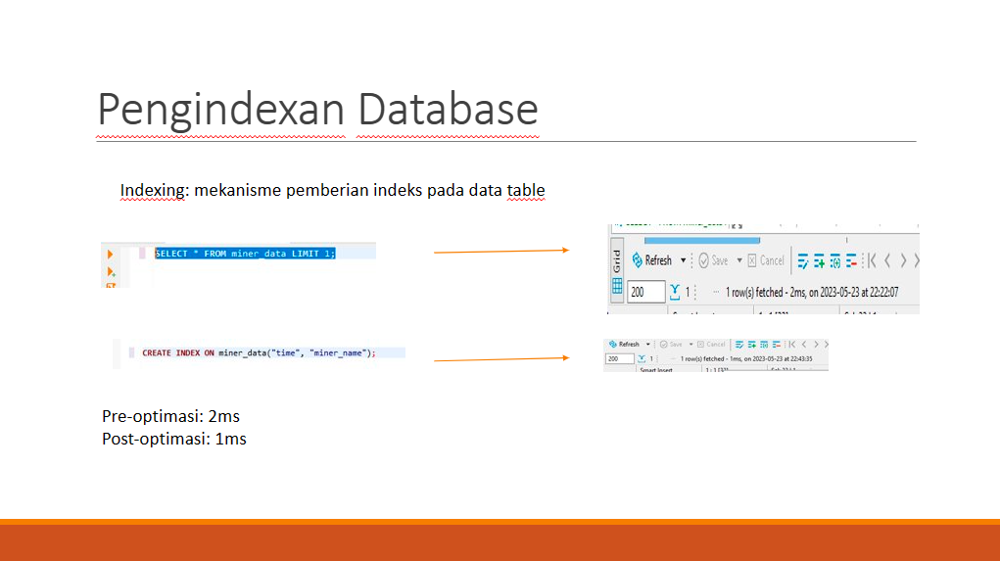 Pengindexan Database
Indexing: mekanisme pemberian indeks pada data table
SELECT * FROM miner_data LIMIT 1;
Grid
Refresh Save Cancel
200 1 1 row(s) fetched - 2ms, on 2023-05-23 at 22:22:07
CREATE INDEX ON miner_data("time", "miner_name");
Refresh Save Cancel
200 1 1 row(s) fetched - 1ms, on 2023-05-23 at 22:43:35
Pre-optimasi: 2ms
Post-optimasi: 1ms